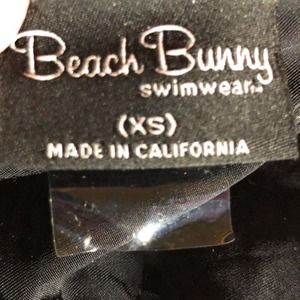 Beach Bunny
swimwear™
(XS)
MADE IN CALIFORNIA